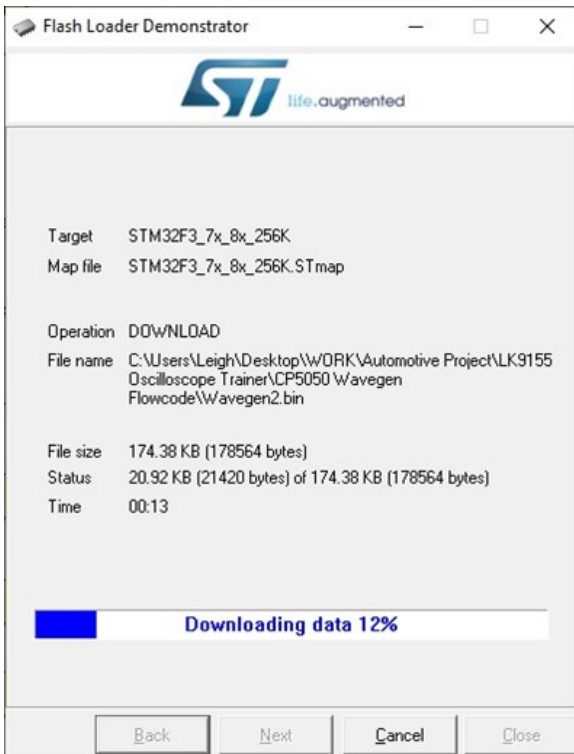 Flash Loader Demonstrator
ST life.augmented
Target STM32F3_7x_8x_256K
Map file STM32F3_7x_8x_256K.STmap
Operation DOWNLOAD
File name C:\Users\Leigh\Desktop\WORK\Automotive Project\LK9155
Oscilloscope Trainer\CP5050 Wavegen
Flowcode\Wavegen2.bin
File size 174.38 KB (178564 bytes)
Status 20.92 KB (21420 bytes) of 174.38 KB (178564 bytes)
Time 00:13
Downloading data 12%
Back Next Cancel Close